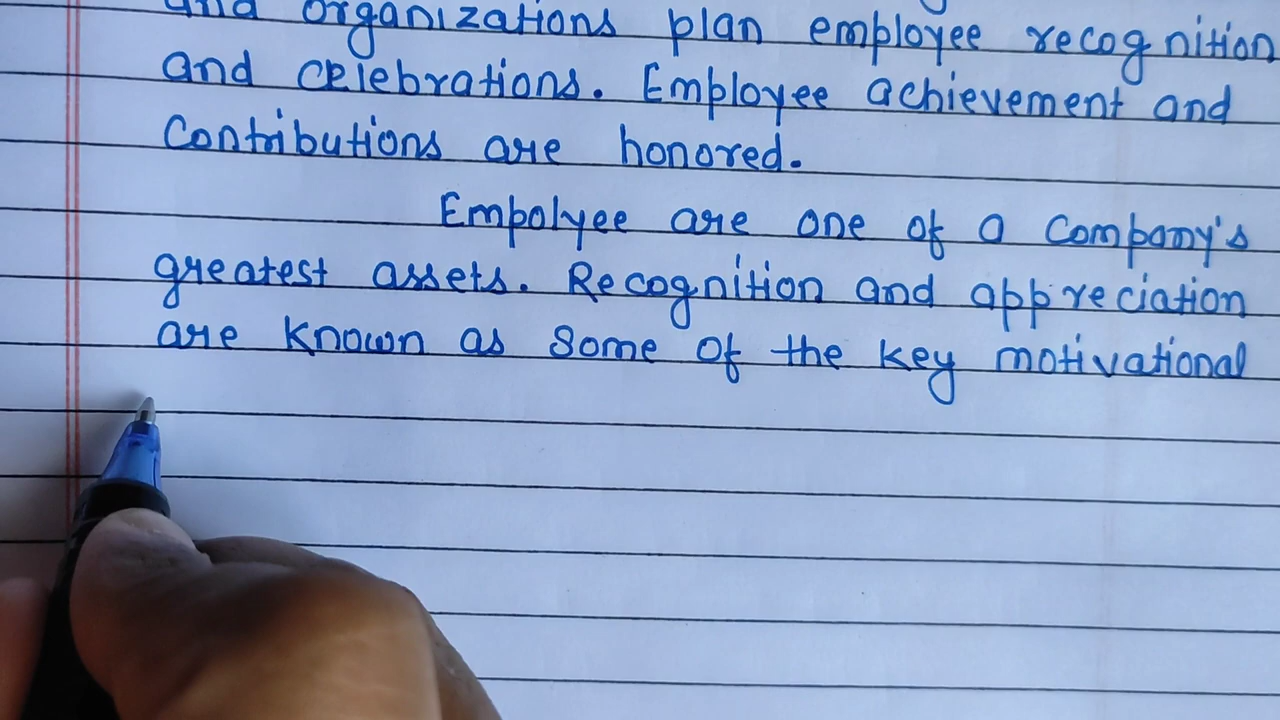 and organizations plan employee recognition
and celebrations. Employee achievement and
Contributions are honored.
Empolyee are one of a Company's
greatest assets. Recognition and appreciation
are known as some of the key motivational